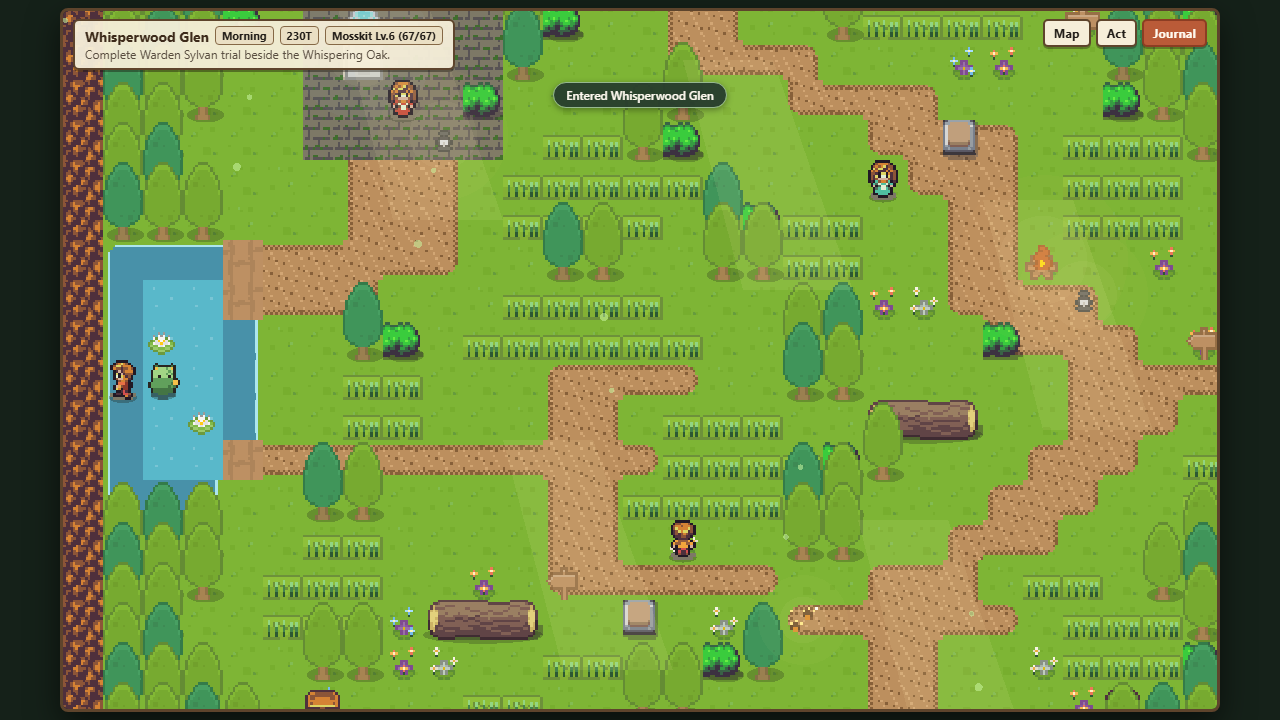 Whisperwood Glen Morning 230T Mosskit Lv.6 (67/67)
Complete Warden Sylvan trial beside the Whispering Oak.
Map Act Journal
Entered Whisperwood Glen